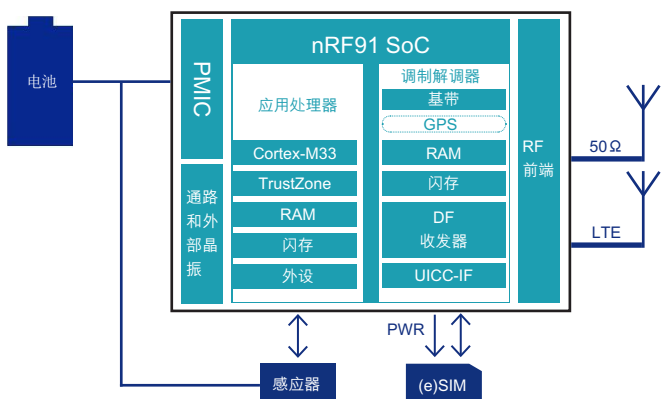 电池
PMIC
通路
和外
部晶
振
nRF91 SoC
应用处理器
Cortex-M33
TrustZone
RAM
闪存
外设
调制解调器
基带
GPS
RAM
闪存
DF
收发器
UICC-IF
RF
前端
50Ω
LTE
PWR
感应器
(e)SIM